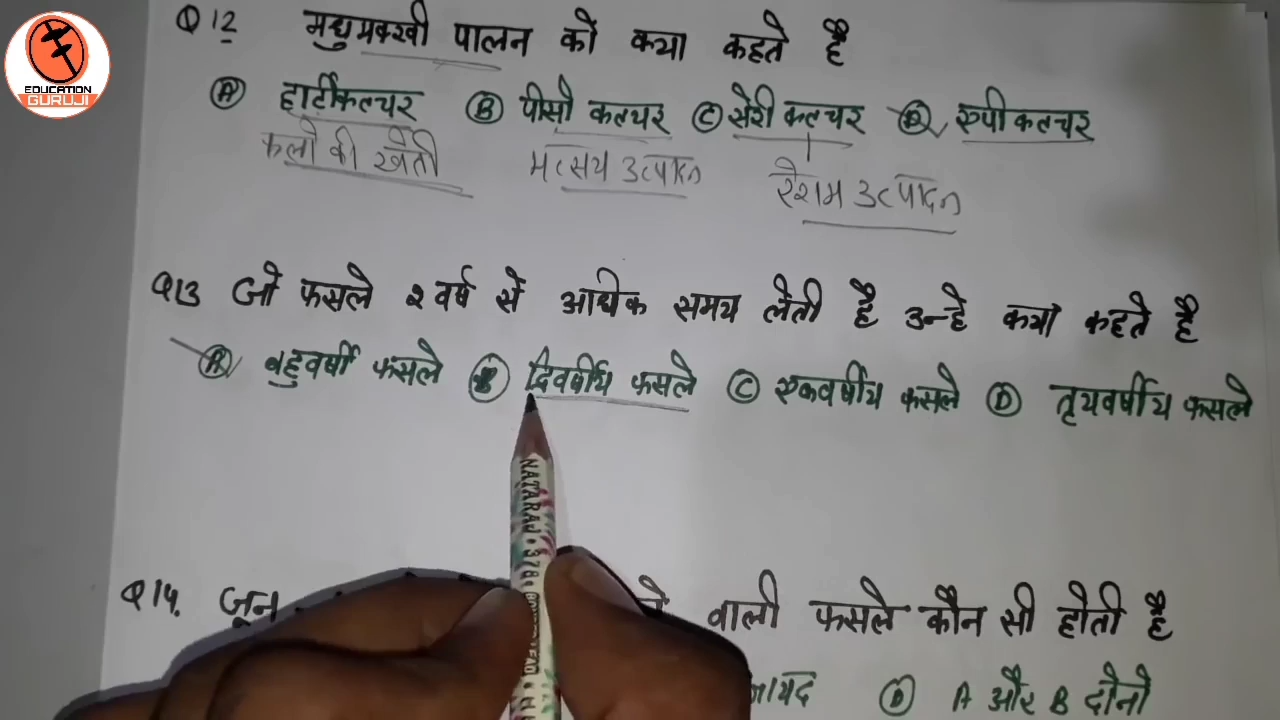 EDUCATION
GURUJI
Q12 मधुमक्खी पालन को क्या कहते है
A हार्टीकल्चर B पीसी कल्चर C सेरी कल्चर D एपी कल्चर
फलो की खेती मत्सय उत्पादन रेशम उत्पादन
Q13 जो फसले 2 वर्ष से अधिक समय लेती है उन्हे क्या कहते है
A बहुवर्षी फसले B द्विवर्षीय फसले C एकवर्षीय फसले D तृयवर्षीय फसले
NATARAJ
Q14. जून वाली फसले कौन सी होती है
D A और B दोनो